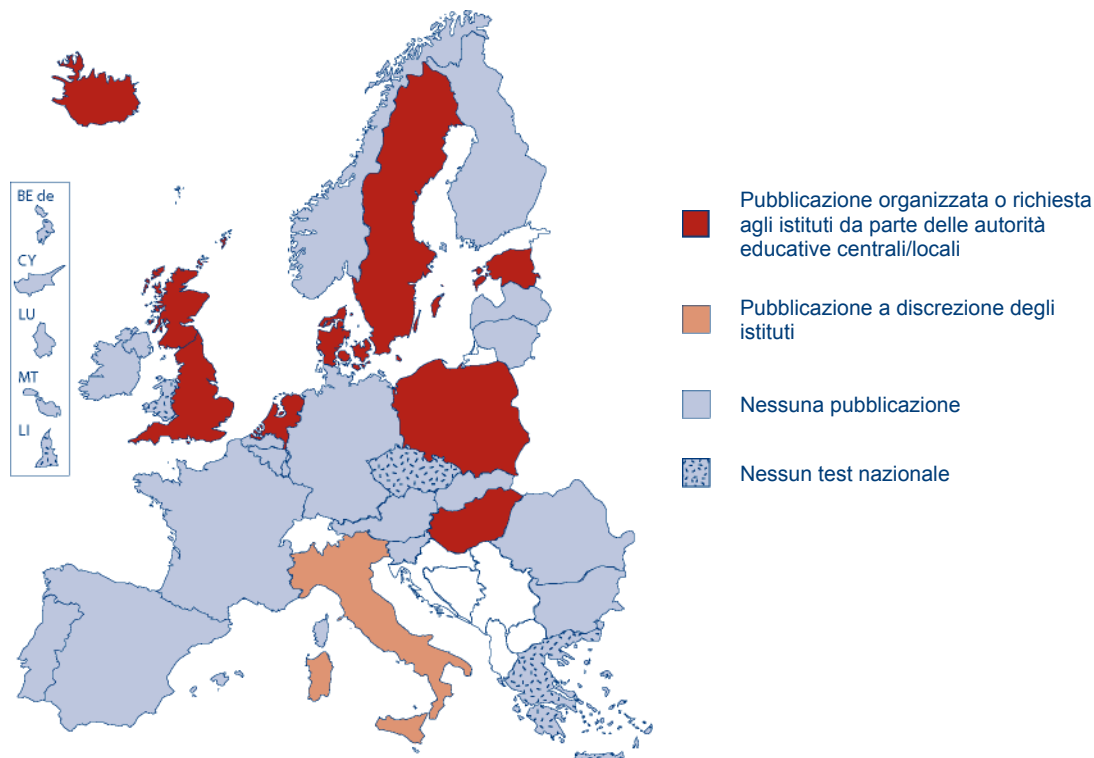 BE de
CY
LU
MT
LI
Pubblicazione organizzata o richiesta
agli istituti da parte delle autorità
educative centrali/locali
Pubblicazione a discrezione degli
istituti
Nessuna pubblicazione
Nessun test nazionale